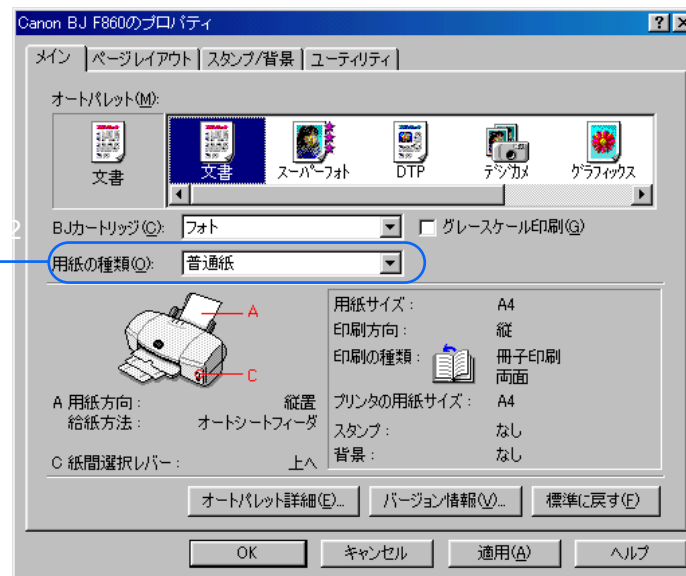 Canon BJ F860のプロパティ
メイン ページレイアウト スタンプ/背景 ユーティリティ
オートパレット(M):
文書 文書 スーパーフォト DTP デジカメ グラフィックス
2
BJカートリッジ(C): フォト グレースケール印刷(G)
用紙の種類(O): 普通紙
A
C
A 用紙方向: 縦置
給紙方法: オートシートフィーダ
C 紙間選択レバー: 上へ
用紙サイズ: A4
印刷方向: 縦
印刷の種類: 冊子印刷
両面
プリンタの用紙サイズ: A4
スタンプ: なし
背景: なし
オートパレット詳細(E)... バージョン情報(V)... 標準に戻す(F)
OK キャンセル 適用(A) ヘルプ